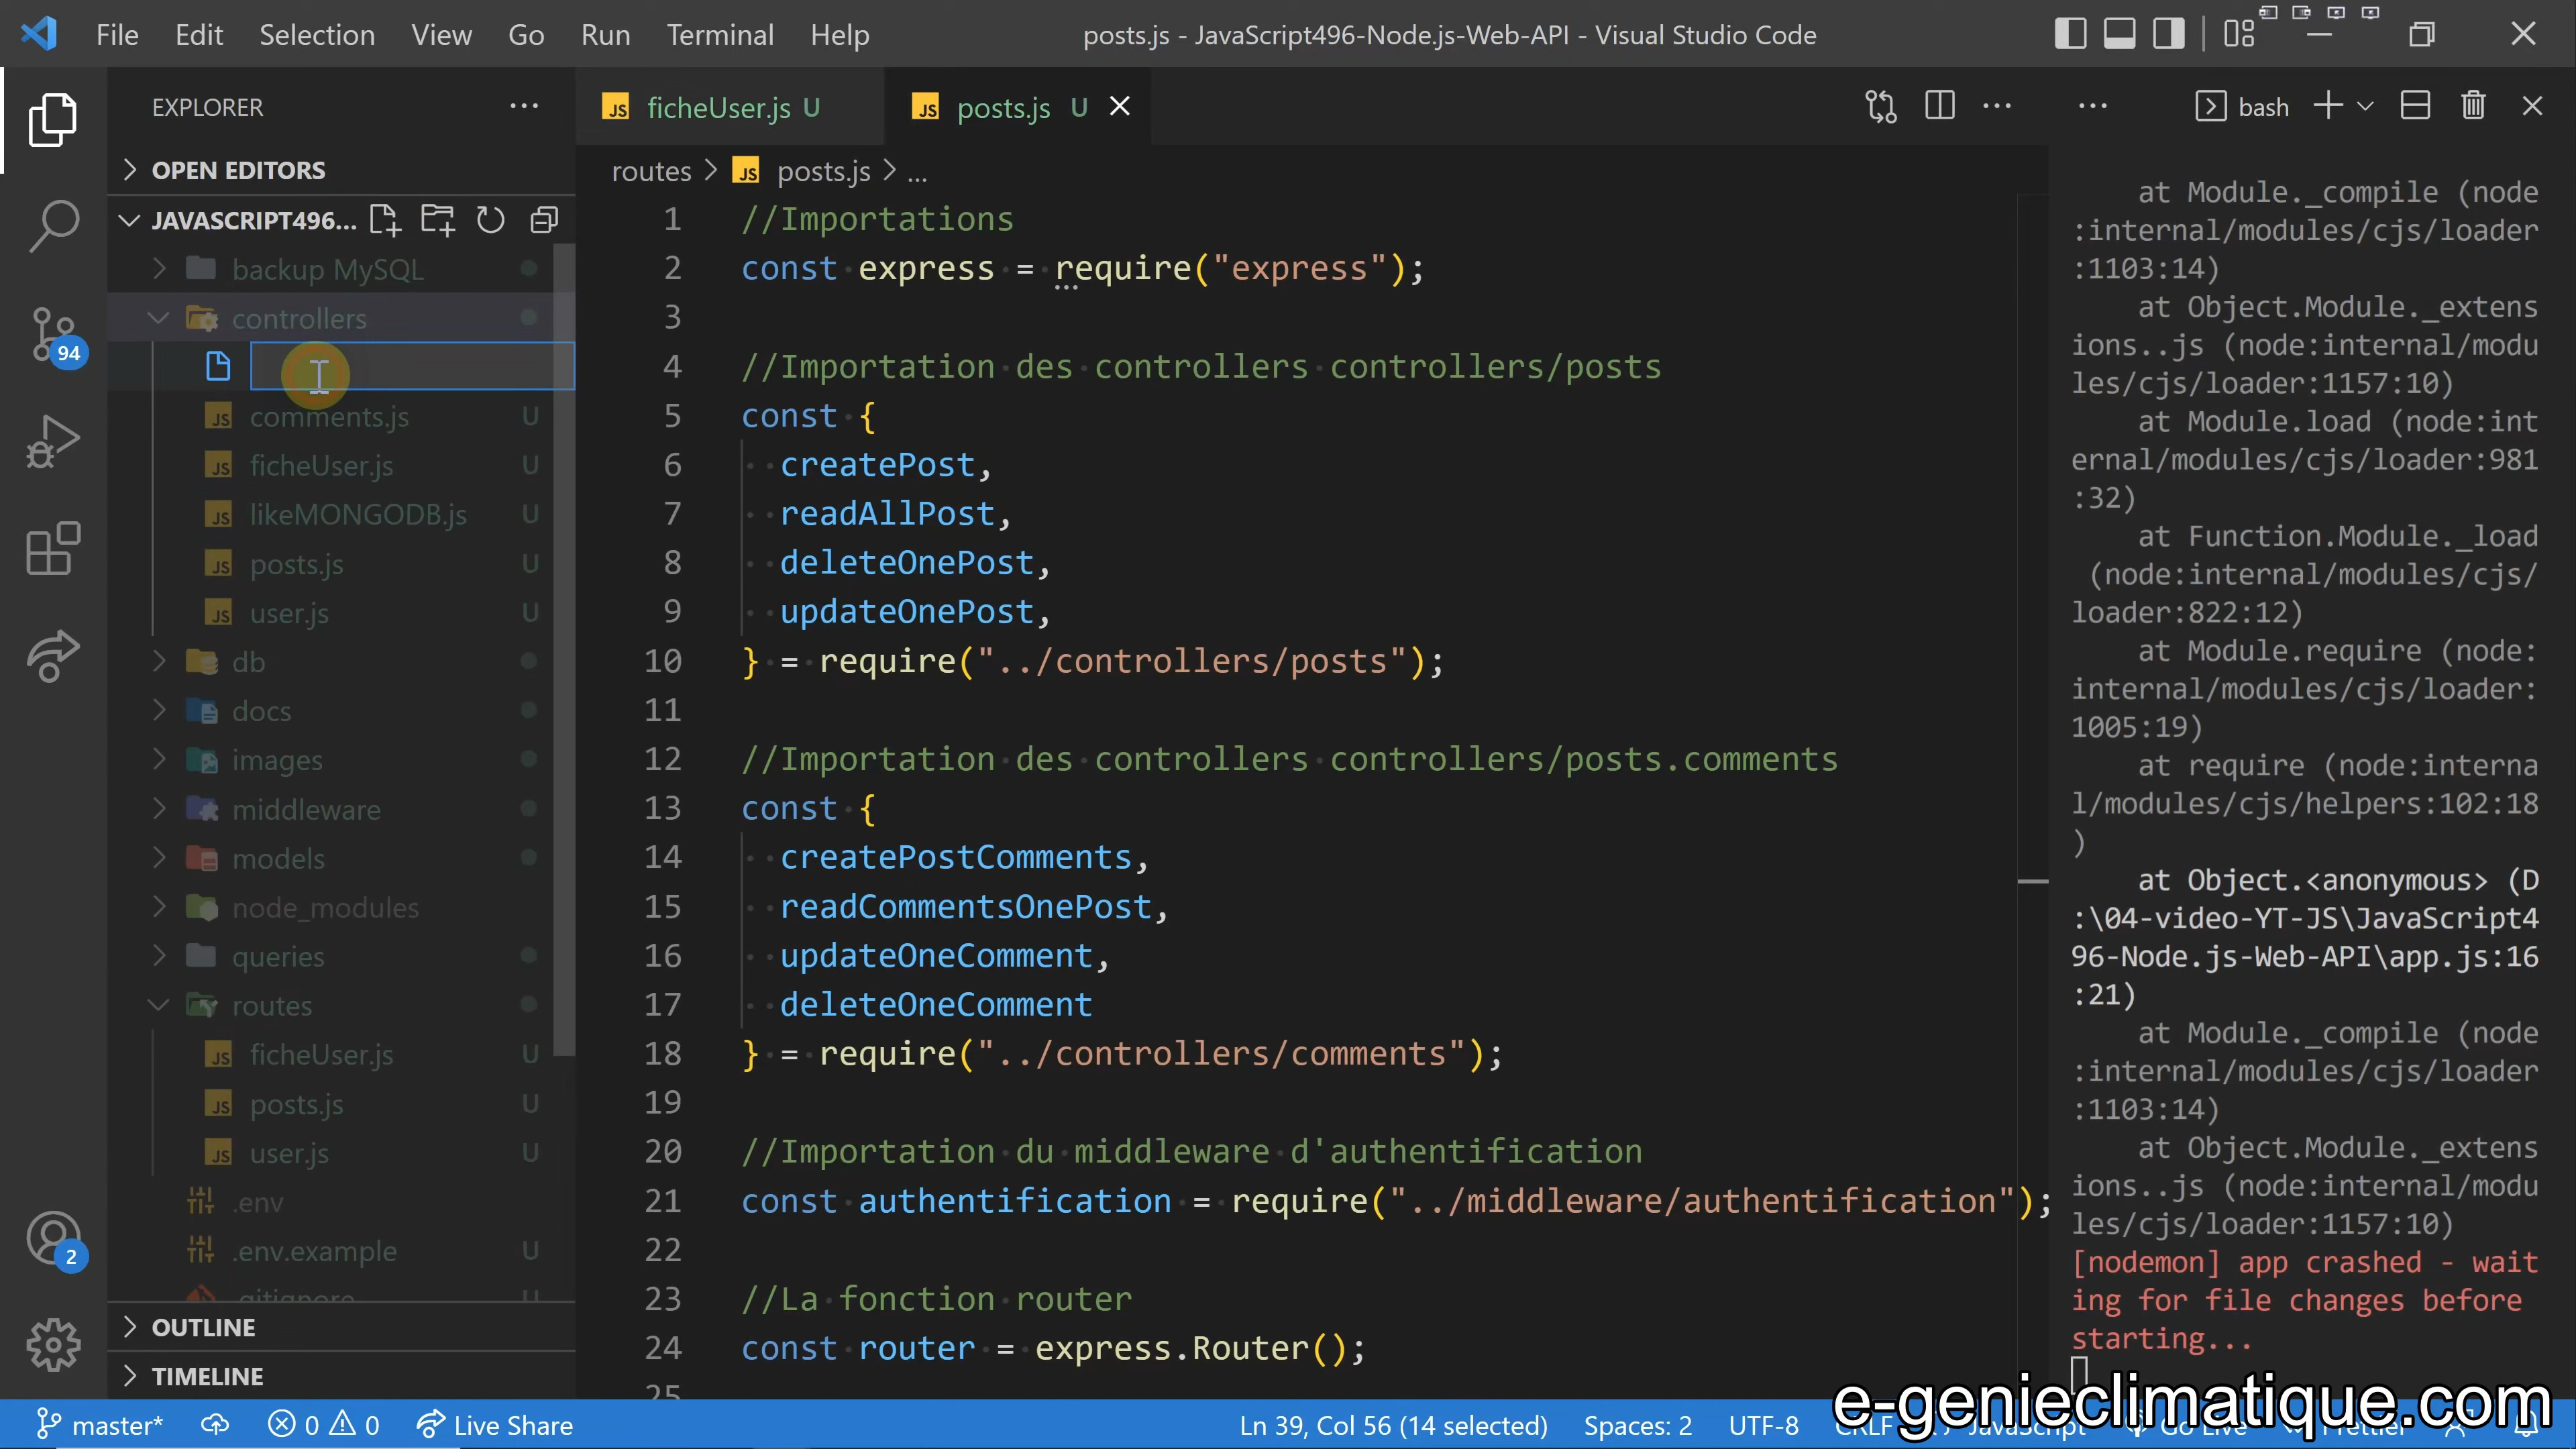 File Edit Selection View Go Run Terminal Help
posts.js - JavaScript496-Node.js-Web-API - Visual Studio Code
EXPLORER
OPEN EDITORS
JAVASCRIPT496...
backup MySQL
controllers
comments.js U
ficheUser.js U
likeMONGODB.js U
posts.js U
user.js U
db
docs
images
middleware
models
node_modules
queries
routes
ficheUser.js U
posts.js U
user.js U
.env
.env.example U
.gitignore U
OUTLINE
TIMELINE
94
2
ficheUser.js U
posts.js U
routes > posts.js > ...
1 //Importations
2 const express = require("express");
3
4 //Importation des controllers controllers/posts
5 const {
6 createPost,
7 readAllPost,
8 deleteOnePost,
9 updateOnePost,
10 } = require("../controllers/posts");
11
12 //Importation des controllers controllers/posts.comments
13 const {
14 createPostComments,
15 readCommentsOnePost,
16 updateOneComment,
17 deleteOneComment
18 } = require("../controllers/comments");
19
20 //Importation du middleware d'authentification
21 const authentification = require("../middleware/authentification");
22
23 //La fonction router
24 const router = express.Router();
25
bash
at Module._compile (node
:internal/modules/cjs/loader
:1103:14)
at Object.Module._extens
ions..js (node:internal/modu
les/cjs/loader:1157:10)
at Module.load (node:int
ernal/modules/cjs/loader:981
:32)
at Function.Module._load
(node:internal/modules/cjs/
loader:822:12)
at Module.require (node:
internal/modules/cjs/loader:
1005:19)
at require (node:interna
l/modules/cjs/helpers:102:18
)
at Object.<anonymous> (D
:\04-video-YT-JS\JavaScript4
96-Node.js-Web-API\app.js:16
:21)
at Module._compile (node
:internal/modules/cjs/loader
:1103:14)
at Object.Module._extens
ions..js (node:internal/modu
les/cjs/loader:1157:10)
[nodemon] app crashed - wait
ing for file changes before
starting...
e-genieclimatique.com
master* 0 0 Live Share
Ln 39, Col 56 (14 selected) Spaces: 2 UTF-8 CRLF JavaScript Go Live Prettier